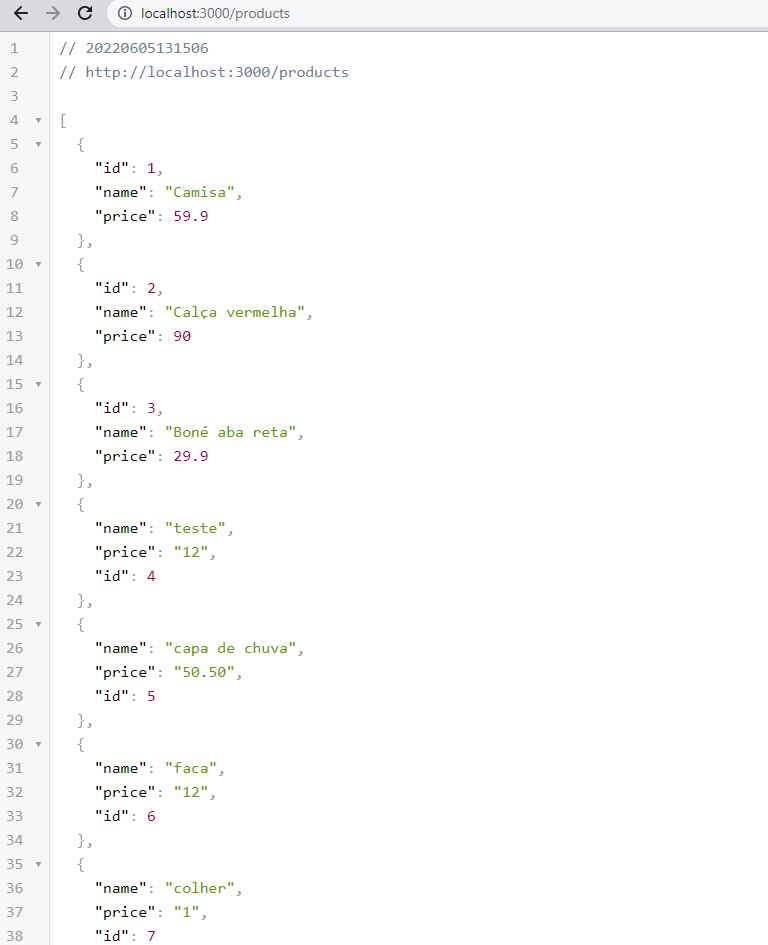 localhost:3000/products
1 // 20220605131506
2 // http://localhost:3000/products
3
4 [
5 {
6 "id": 1,
7 "name": "Camisa",
8 "price": 59.9
9 },
10 {
11 "id": 2,
12 "name": "Calça vermelha",
13 "price": 90
14 },
15 {
16 "id": 3,
17 "name": "Boné aba reta",
18 "price": 29.9
19 },
20 {
21 "name": "teste",
22 "price": "12",
23 "id": 4
24 },
25 {
26 "name": "capa de chuva",
27 "price": "50.50",
28 "id": 5
29 },
30 {
31 "name": "faca",
32 "price": "12",
33 "id": 6
34 },
35 {
36 "name": "colher",
37 "price": "1",
38 "id": 7